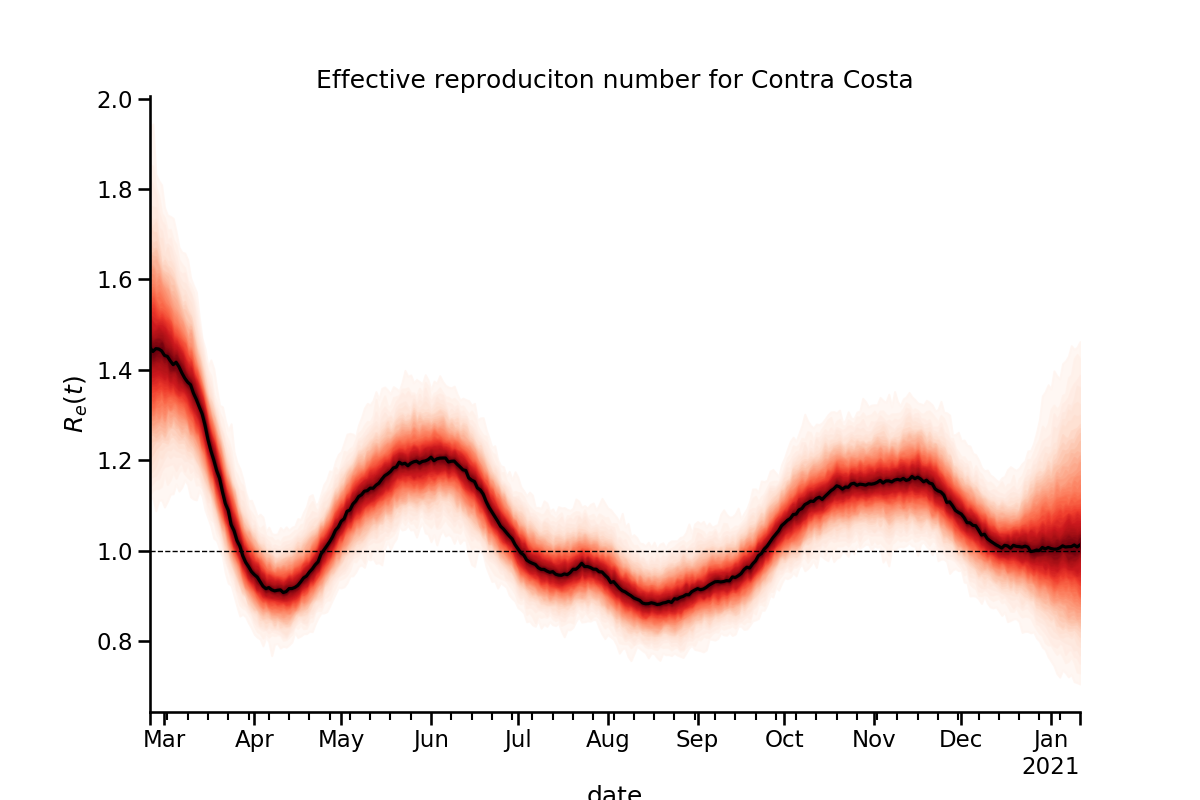 Effective reproduciton number for Contra Costa
2.0
1.8
1.6
1.4
1.2
1.0
0.8
Rₑ(t)
Mar Apr May Jun Jul Aug Sep Oct Nov Dec Jan
2021
date